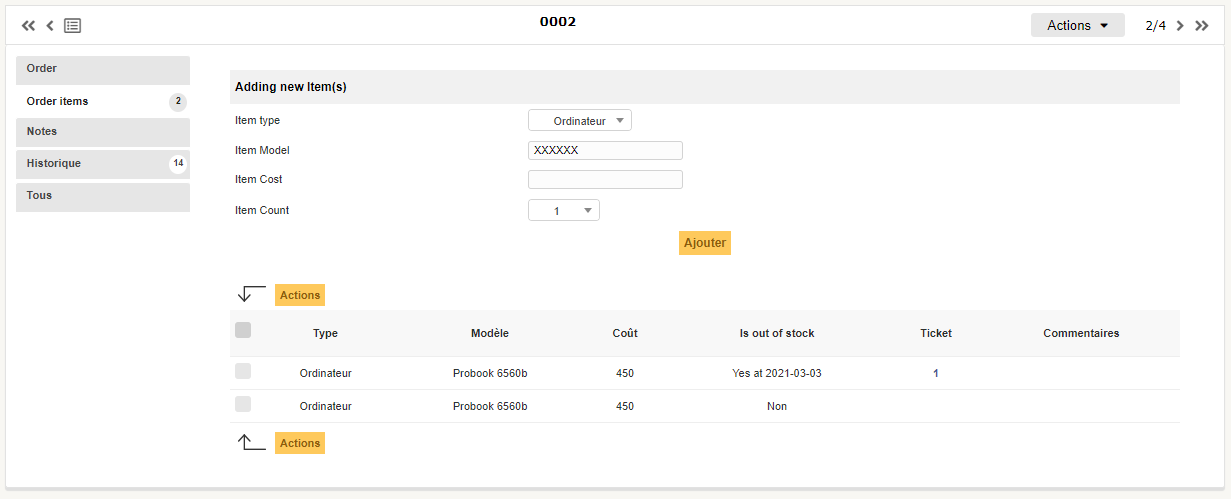 0002
Actions
2/4
Order
Order items 2
Notes
Historique 14
Tous
Adding new Item(s)
Item type Ordinateur
Item Model XXXXXX
Item Cost
Item Count 1
Ajouter
Actions
Type Modèle Coût Is out of stock Ticket Commentaires
Ordinateur Probook 6560b 450 Yes at 2021-03-03 1
Ordinateur Probook 6560b 450 Non
Actions